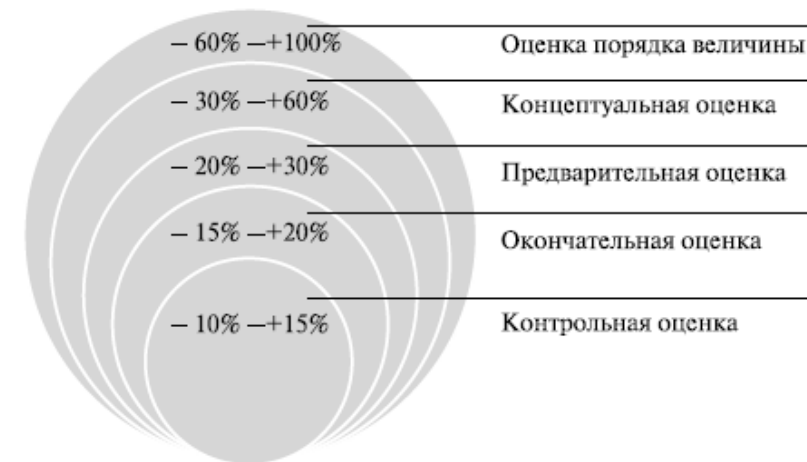 – 60% –+100% Оценка порядка величины
– 30% –+60% Концептуальная оценка
– 20% –+30% Предварительная оценка
– 15% –+20% Окончательная оценка
– 10% –+15% Контрольная оценка